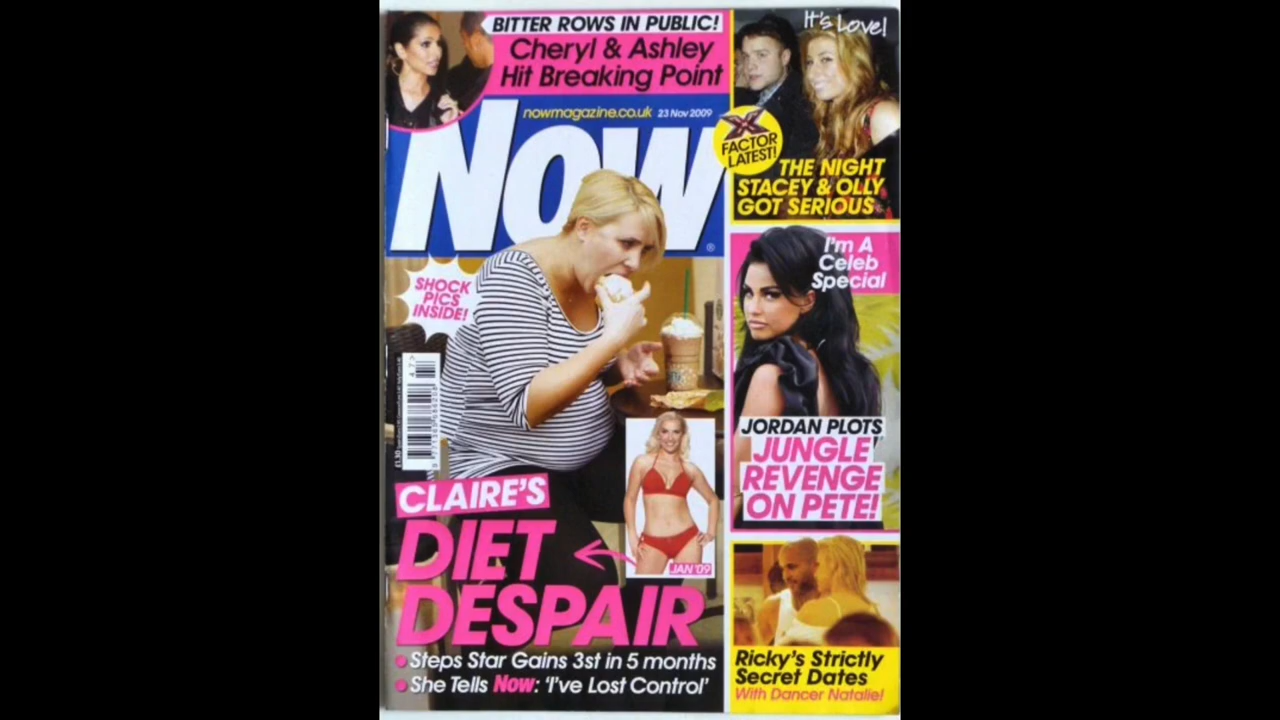 BITTER ROWS IN PUBLIC!
Cheryl & Ashley
Hit Breaking Point
nowmagazine.co.uk 23 Nov 2009
Now
It's Love!
X
FACTOR
LATEST!
THE NIGHT
STACEY & OLLY
GOT SERIOUS
SHOCK
PICS
INSIDE!
I'm A
Celeb
Special
JORDAN PLOTS
JUNGLE
REVENGE
ON PETE!
£1.30
47>
CLAIRE'S
DIET
DESPAIR
JAN '09
• Steps Star Gains 3st in 5 months
• She Tells Now: 'I've Lost Control'
Ricky's Strictly
Secret Dates
With Dancer Natalie!